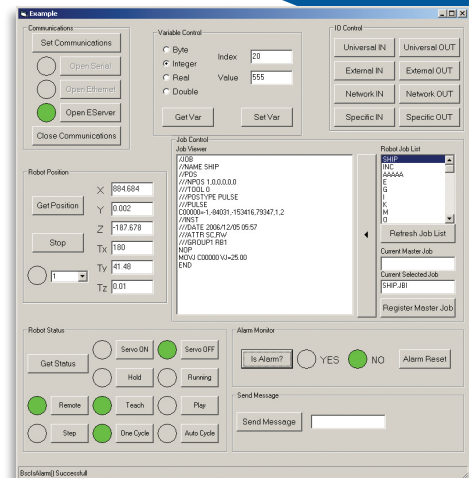 Example
Communications
Set Communications
Open Serial
Open Ethernet
Open EServer
Close Communications
Variable Control
Byte
Integer
Real
Double
Index 20
Value 555
Get Var Set Var
IO Control
Universal IN Universal OUT
External IN External OUT
Network IN Network OUT
Specific IN Specific OUT
Robot Position
Get Position
Stop
1
X 884.684
Y 0.002
Z -187.678
Tx 180
Ty 41.48
Tz 0.01
Job Control
Job Viewer
/JOB
//NAME SHIP
//POS
///NPOS 1,0,0,0,0,0
///TOOL 0
///POSTYPE PULSE
///PULSE
C00000=-1,-84031,-153416,79347,1,2
//INST
///DATE 2006/12/05 05:57
///ATTR SC,RW
///GROUP1 RB1
NOP
MOVJ C00000 VJ=25.00
END
Robot Job List
SHIP
INC
AAAAA
E
G
I
K
M
Refresh Job List
Current Master Job
Current Selected Job
SHIP.JBI
Register Master Job
Robot Status
Get Status
Servo ON Servo OFF
Hold Running
Remote Teach Play
Step One Cycle Auto Cycle
Alarm Monitor
Is Alarm? YES NO Alarm Reset
Send Message
Send Message
BscIsAlarm() Successfull